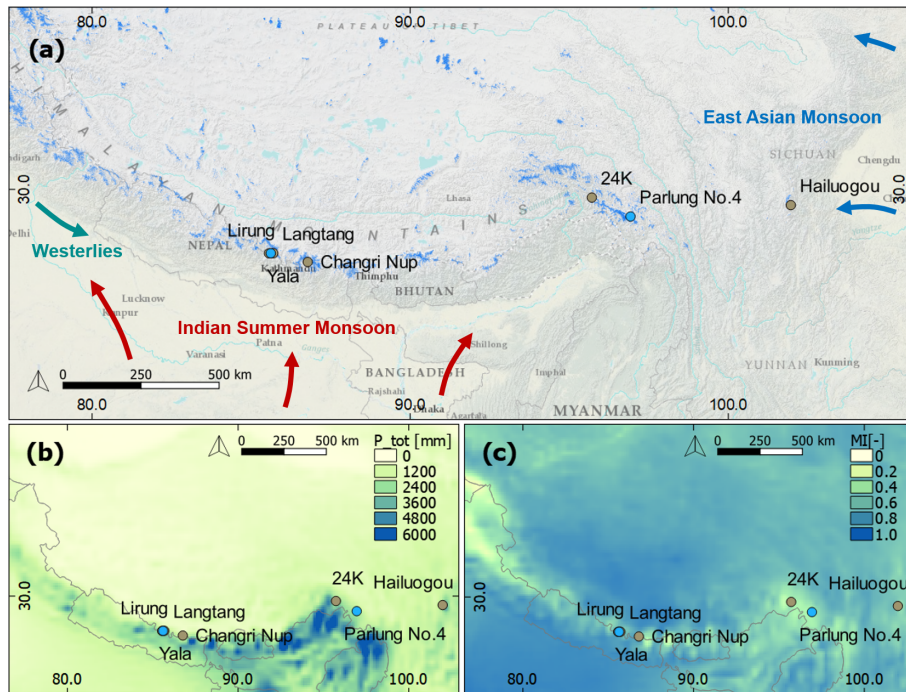 80.0
90.0
100.0
(a)
PLATEAU OF TIBET
East Asian Monsoon
SICHUAN
Chengdu
HIMALAYAN MOUNTAINS
30.0
24K
Hailuogou
30.0
Lhasa
Parlung No.4
Delhi
Westerlies
Lirung
Langtang
NEPAL
Kathmandu
Changri Nup
Yala
Thimphu
BHUTAN
Lucknow
Kanpur
Indian Summer Monsoon
Patna
Ganges
Varanasi
Shillong
YUNNAN
Kunming
0 250 500 km
BANGLADESH
Imphal
Rajshahi
Dhaka
MYANMAR
80.0
90.0
100.0
(b)
0 250 500 km
P_tot [mm]
0
1200
2400
3600
4800
6000
30.0
24K
Hailuogou
Lirung
Langtang
Changri Nup
Parlung No.4
Yala
80.0
90.0
100.0
(c)
0 250 500 km
MI[-]
0
0.2
0.4
0.6
0.8
1.0
30.0
24K
Hailuogou
Lirung
Langtang
Changri Nup
Parlung No.4
Yala
80.0
90.0
100.0